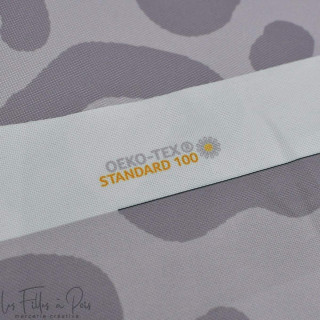 OEKO-TEX®
STANDARD 100
Les Filles à Paris
mercerie créative